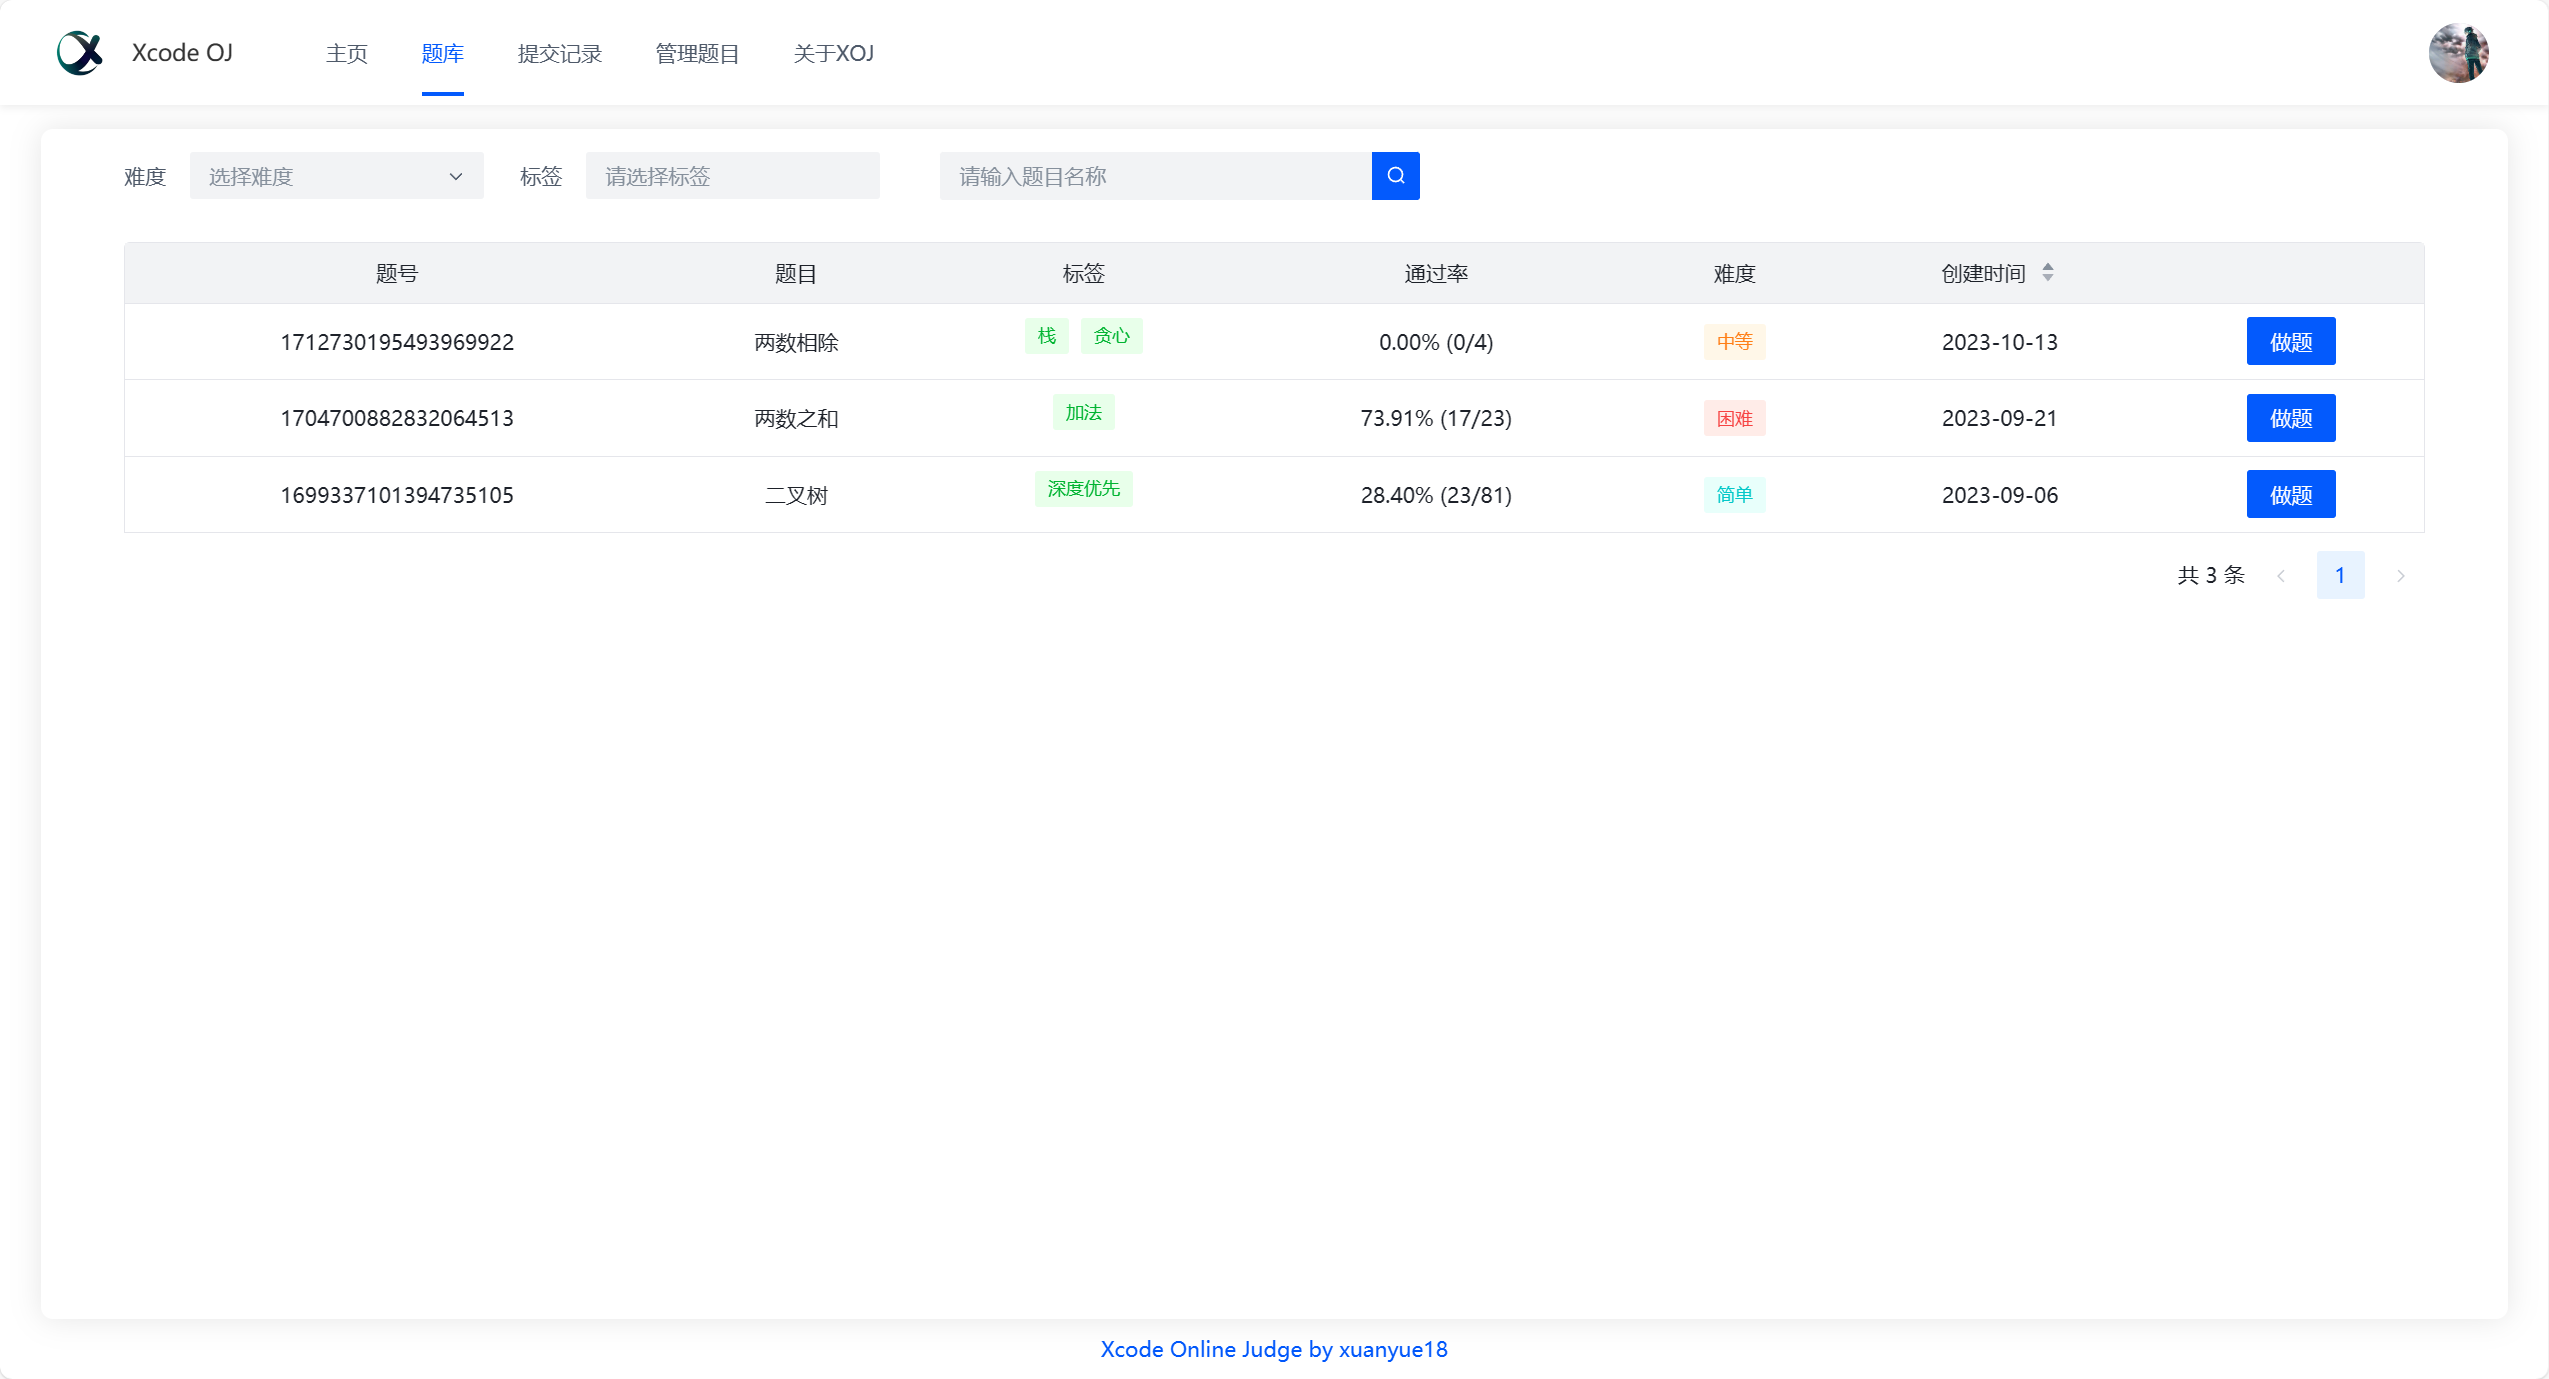 Xcode OJ 主页 题库 提交记录 管理题目 关于XOJ
难度 选择难度 标签 请选择标签 请输入题目名称
题号 题目 标签 通过率 难度 创建时间
1712730195493969922 两数相除 栈 贪心 0.00% (0/4) 中等 2023-10-13 做题
1704700882832064513 两数之和 加法 73.91% (17/23) 困难 2023-09-21 做题
1699337101394735105 二叉树 深度优先 28.40% (23/81) 简单 2023-09-06 做题
共 3 条 1
Xcode Online Judge by xuanyue18